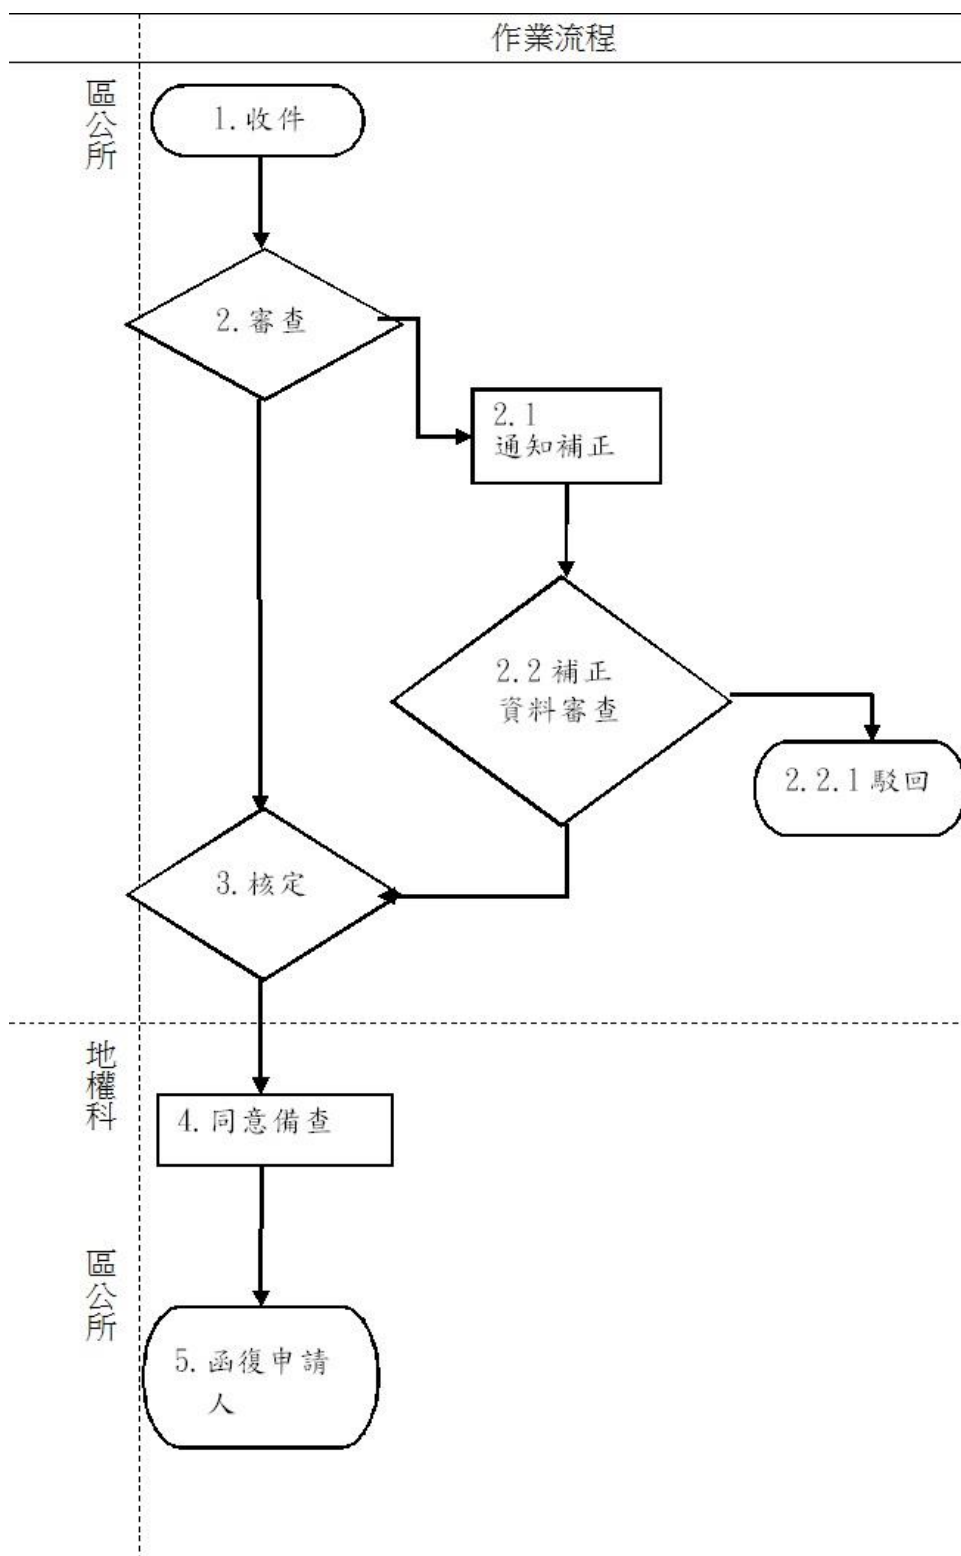 作業流程
區公所
1.收件
2.審查
2.1
通知補正
2.2補正
資料審查
2.2.1駁回
3.核定
地權科
4.同意備查
區公所
5.函復申請
人